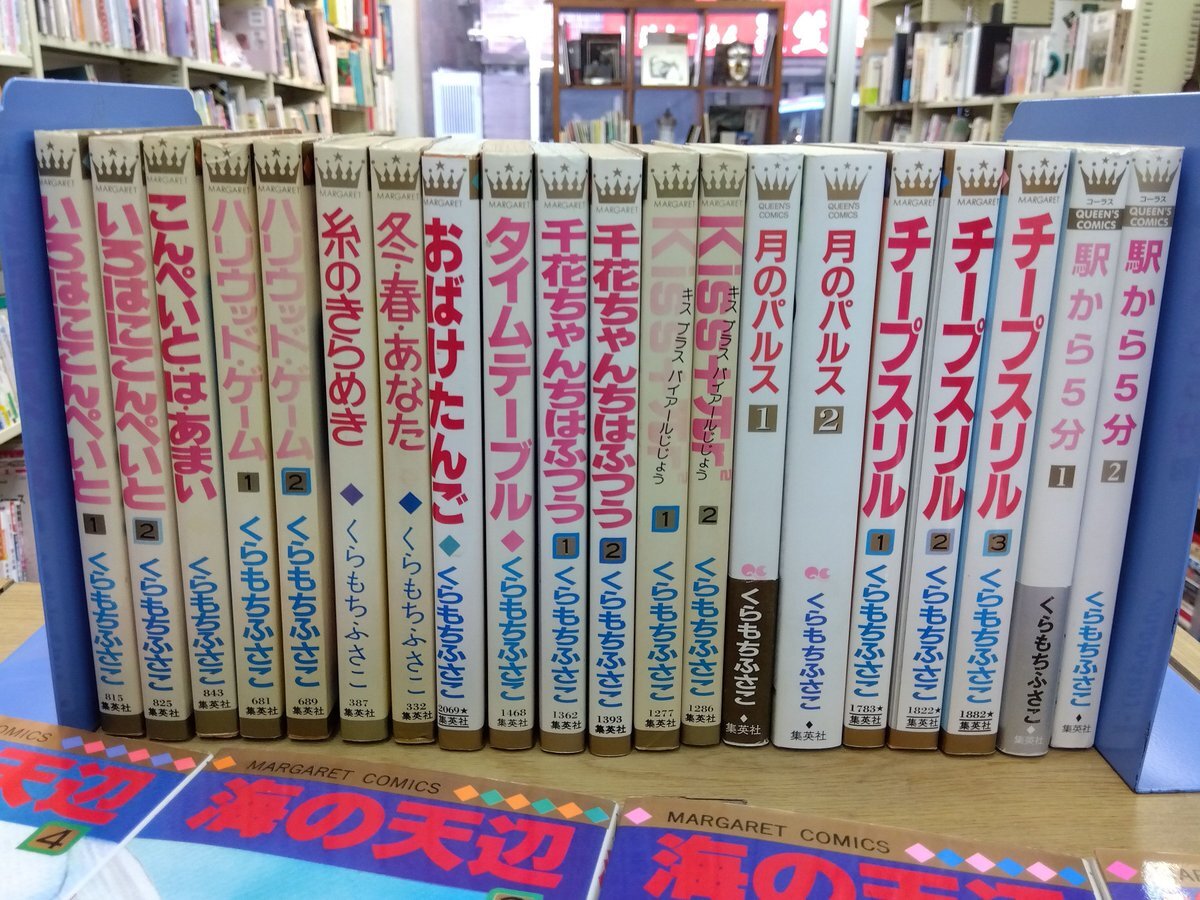 MARGARET
いろはにこんぺいと
1
くらもちふさこ
815
集英社
MARGARET
いろはにこんぺいと
2
くらもちふさこ
825
集英社
MARGARET
こんぺいと・は・あまい
くらもちふさこ
843
集英社
MARGARET
ハリウッド・ゲーム
1
くらもちふさこ
681
集英社
MARGARET
ハリウッド・ゲーム
2
くらもちふさこ
689
集英社
MARGARET
糸のきらめき
くらもち・ふさこ
387
集英社
MARGARET
冬・春・あなた
くらもち・ふさこ
332
集英社
MARGARET
おばけたんご
くらもちふさこ
2069★
集英社
MARGARET
タイムテーブル
くらもちふさこ
1468
集英社
MARGARET
千花ちゃんちはふつう
1
くらもちふさこ
1362
集英社
MARGARET
千花ちゃんちはふつう
2
くらもちふさこ
1393
集英社
MARGARET
Kiss+πr²
キス プラス パイアールじじょう
1
くらもちふさこ
1277
集英社
MARGARET
Kiss+πr²
キス プラス パイアールじじょう
2
くらもちふさこ
1286
集英社
QUEEN'S COMICS
月のパルス
1
くらもちふさこ
集英社
QUEEN'S COMICS
月のパルス
2
くらもちふさこ
集英社
MARGARET
チープスリル
1
くらもちふさこ
1783★
集英社
MARGARET
チープスリル
2
くらもちふさこ
1822★
集英社
MARGARET
チープスリル
3
くらもちふさこ
1882★
集英社
コーラス
QUEEN'S COMICS
駅から5分
1
くらもちふさこ
集英社
コーラス
QUEEN'S COMICS
駅から5分
2
くらもちふさこ
集英社
COMICS
天辺
4
MARGARET COMICS
海の天辺
MARGARET COMICS
海の天辺